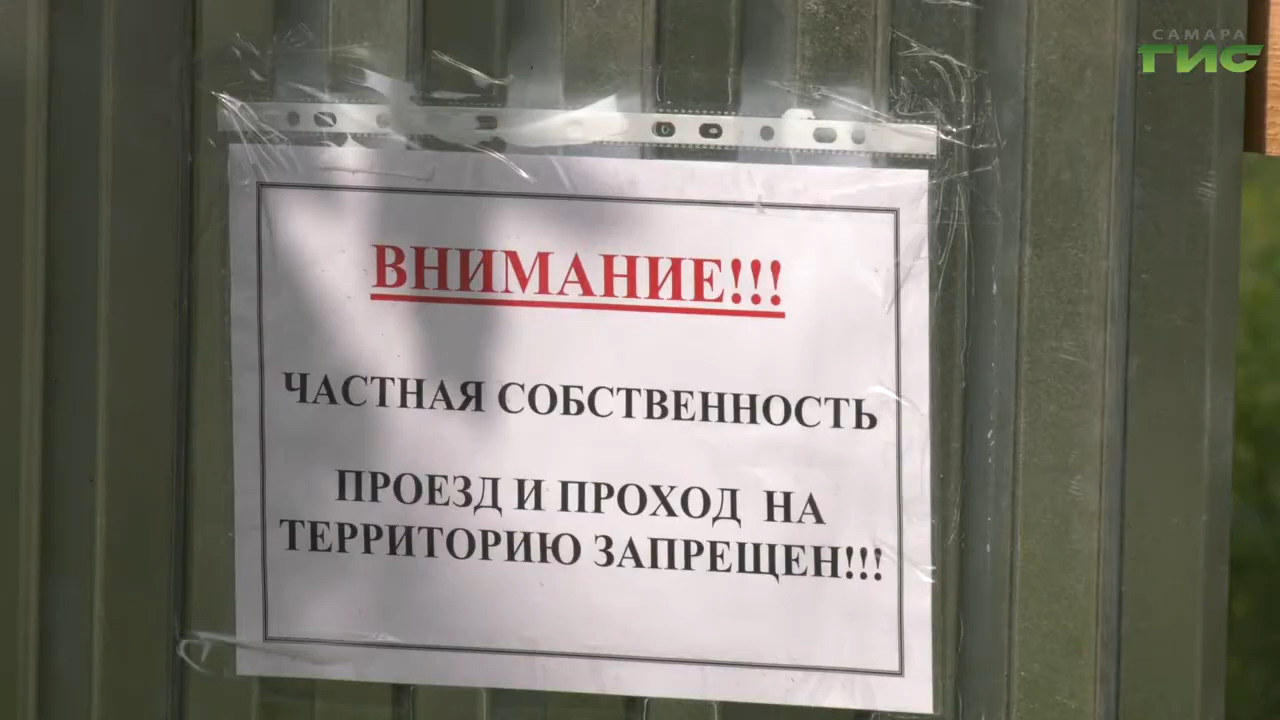 САМАРА
ГИС
ВНИМАНИЕ!!!
ЧАСТНАЯ СОБСТВЕННОСТЬ
ПРОЕЗД И ПРОХОД НА
ТЕРРИТОРИЮ ЗАПРЕЩЕН!!!